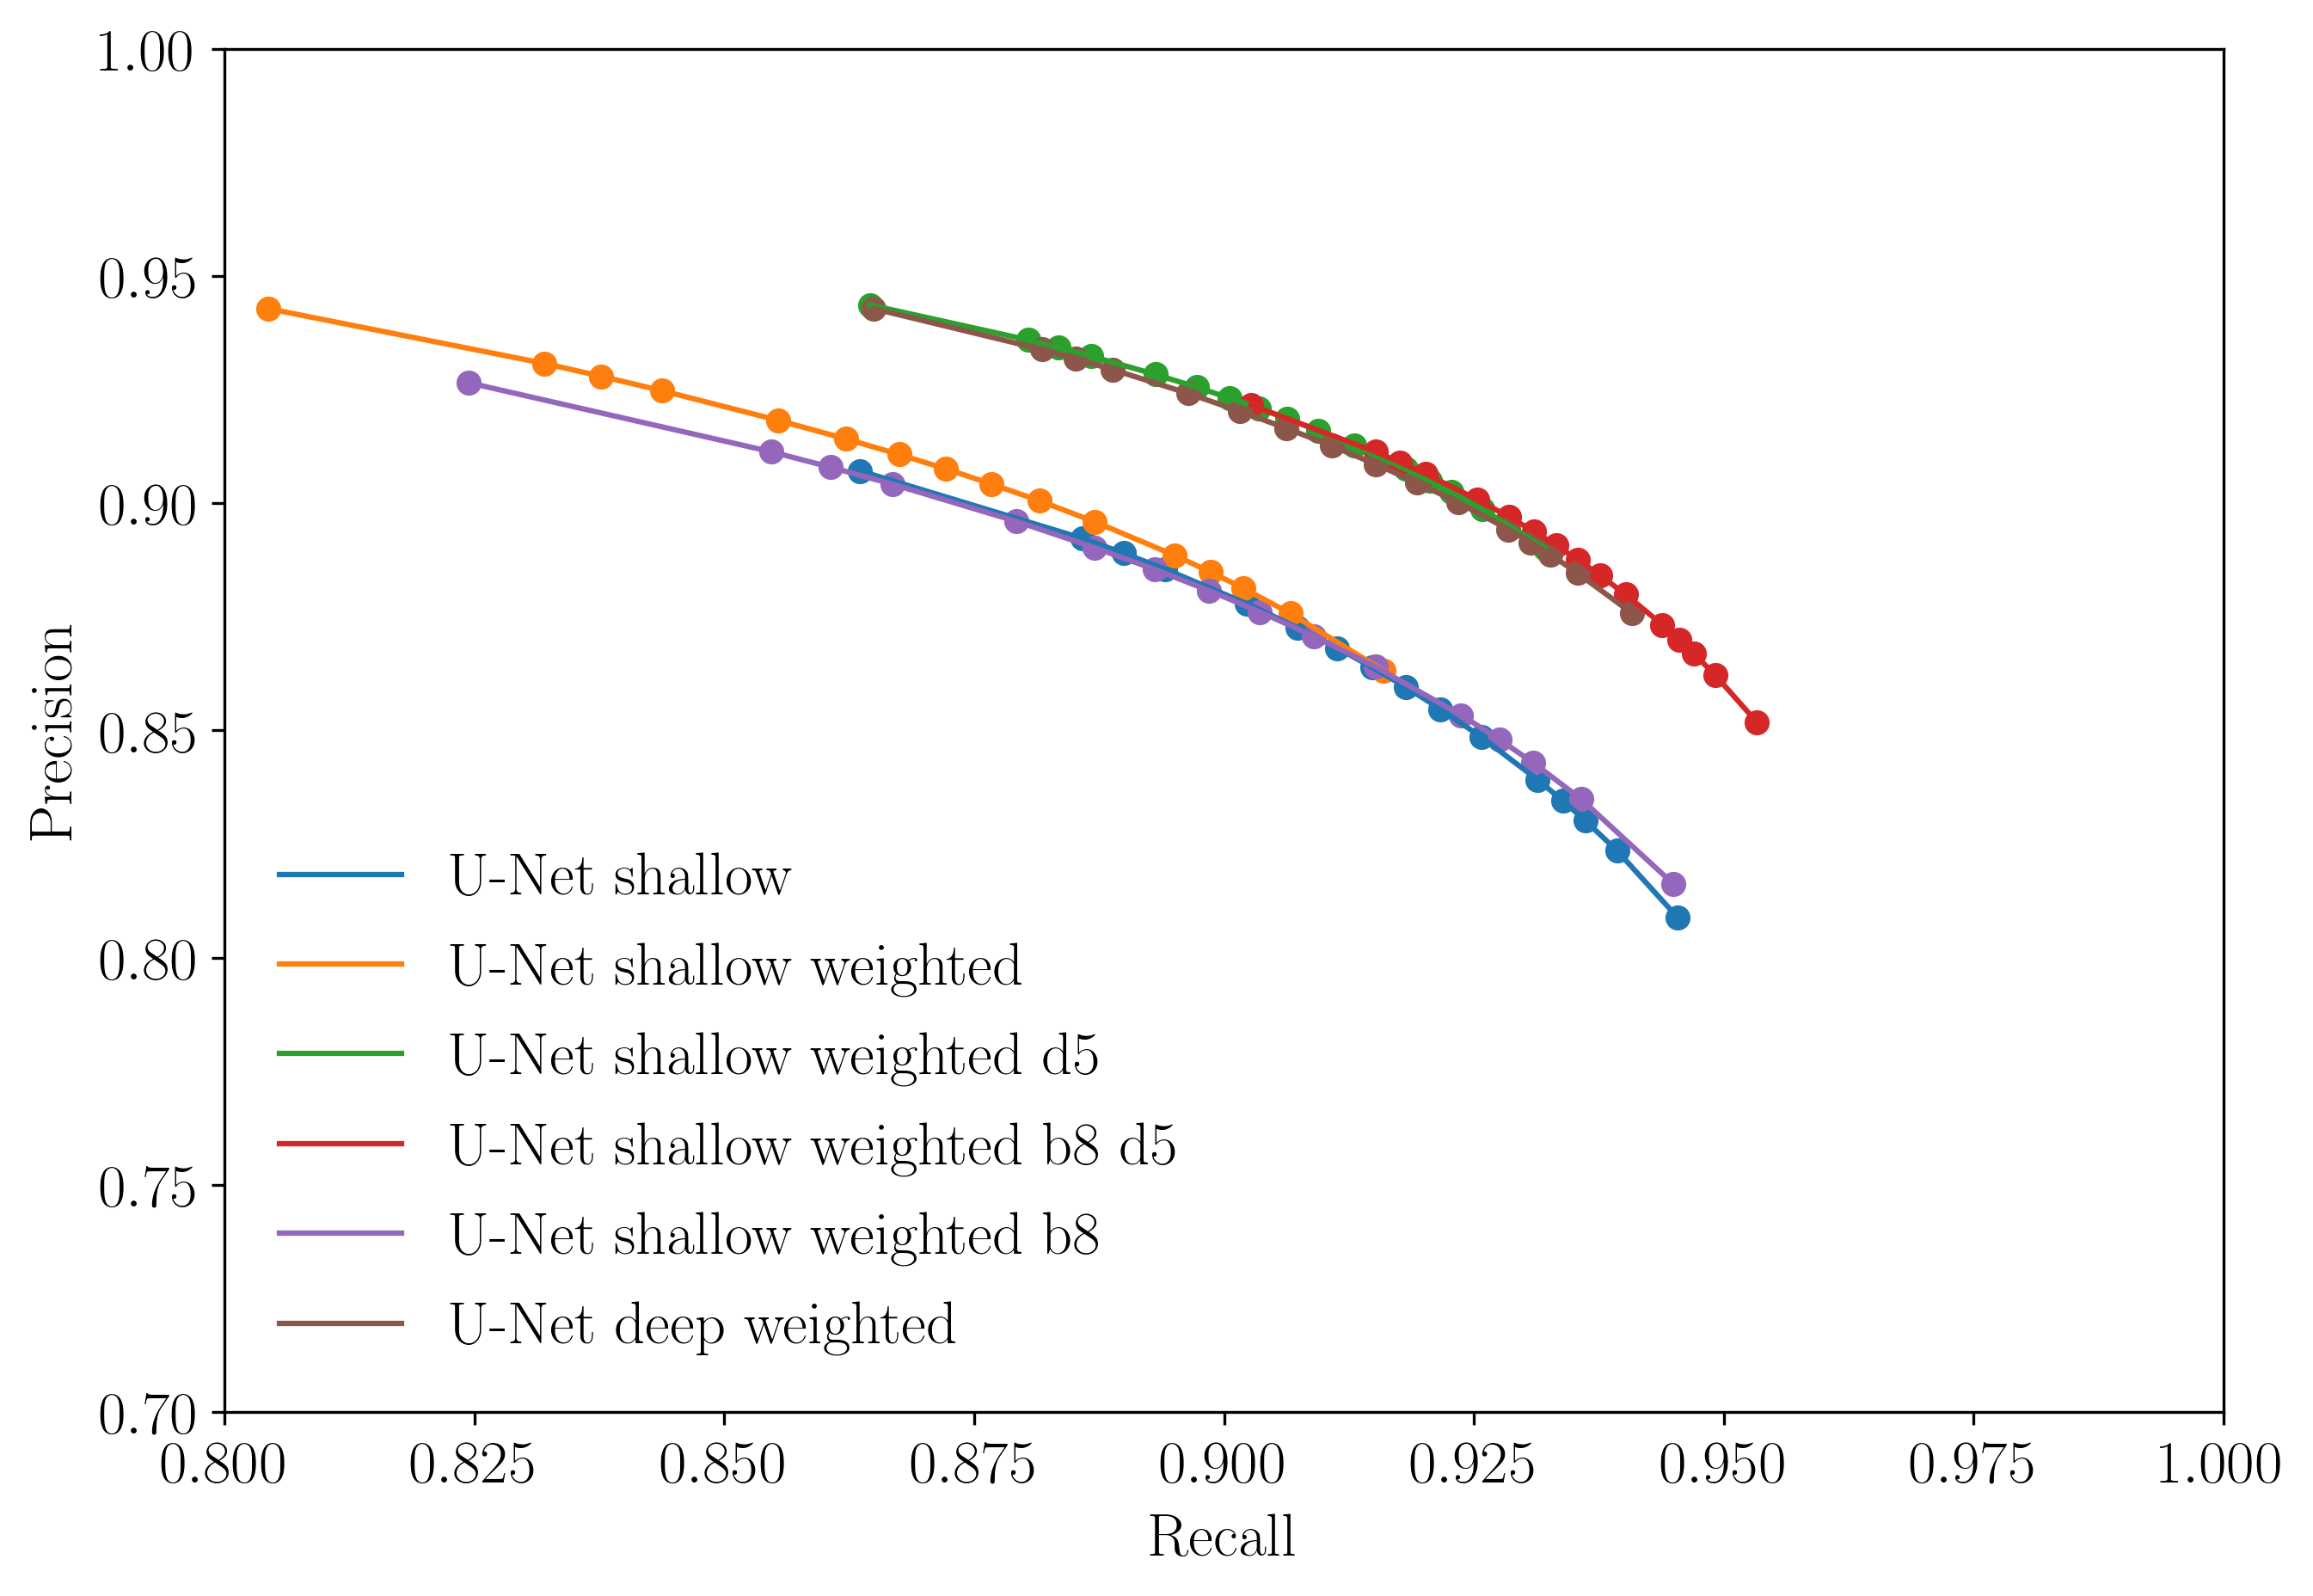 1.00
0.95
0.90
0.85
0.80
0.75
0.70
Precision
U-Net shallow
U-Net shallow weighted
U-Net shallow weighted d5
U-Net shallow weighted b8 d5
U-Net shallow weighted b8
U-Net deep weighted
0.800 0.825 0.850 0.875 0.900 0.925 0.950 0.975 1.000
Recall